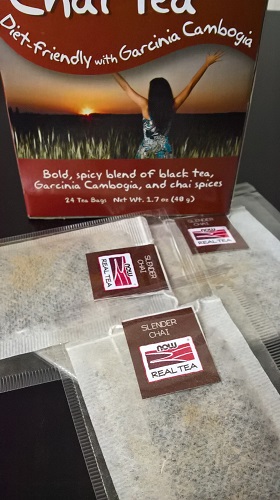 Chai Tea
Diet-friendly with Garcinia Cambogia
Bold, spicy blend of black tea,
Garcinia Cambogia, and chai spices
24 Tea Bags Net Wt. 1.7 oz (48 g)
SLENDER
CHAI
now
REAL TEA
SLENDER
CHAI
now
REAL TEA
SLENDER
CHAI
now
REAL TEA